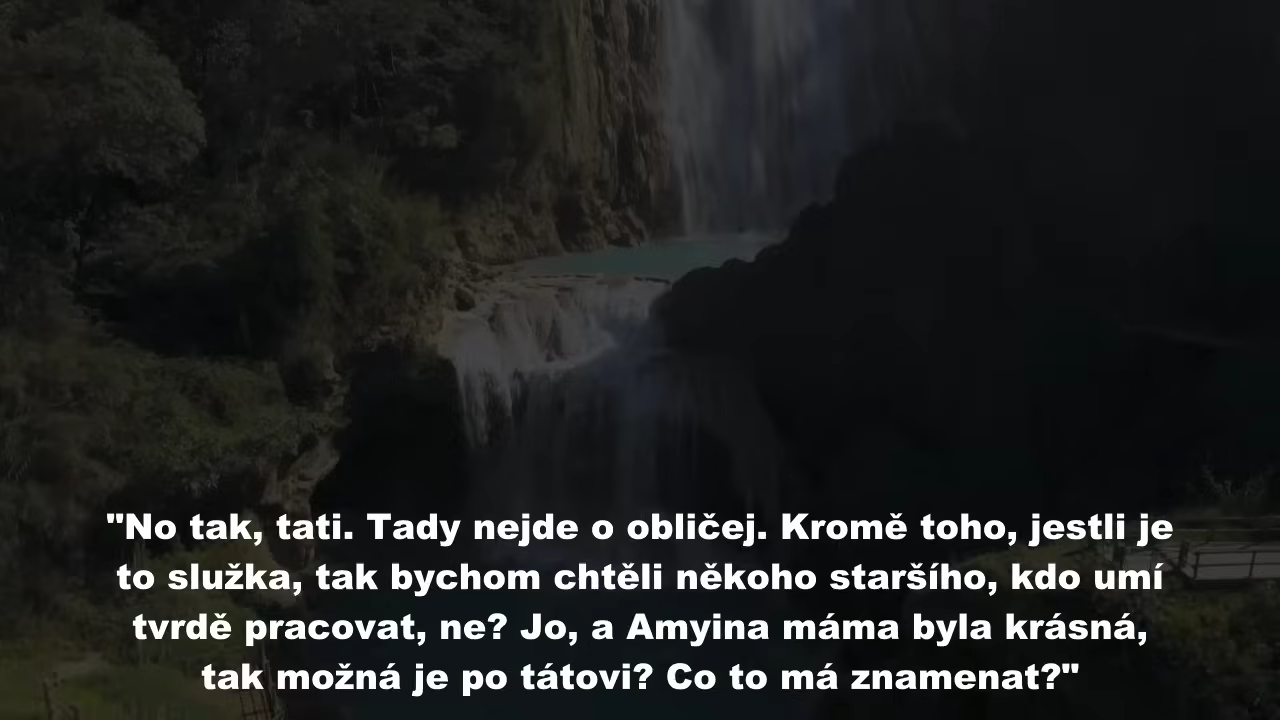 "No tak, tati. Tady nejde o obličej. Kromě toho, jestli je
to služka, tak bychom chtěli někoho staršího, kdo umí
tvrdě pracovat, ne? Jo, a Amyina máma byla krásná,
tak možná je po tátovi? Co to má znamenat?"